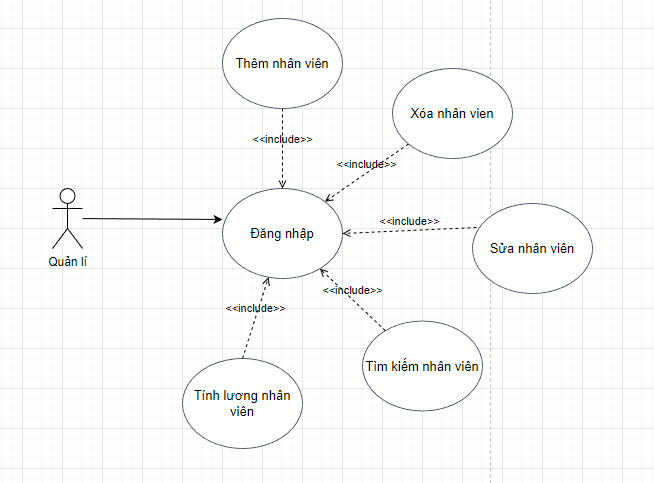 Thêm nhân viên
Xóa nhân vien
<<include>>
<<include>>
Quản lí
Đăng nhập
<<include>>
Sửa nhân viên
<<include>>
<<include>>
Tìm kiếm nhân viên
Tính lương nhân
viên